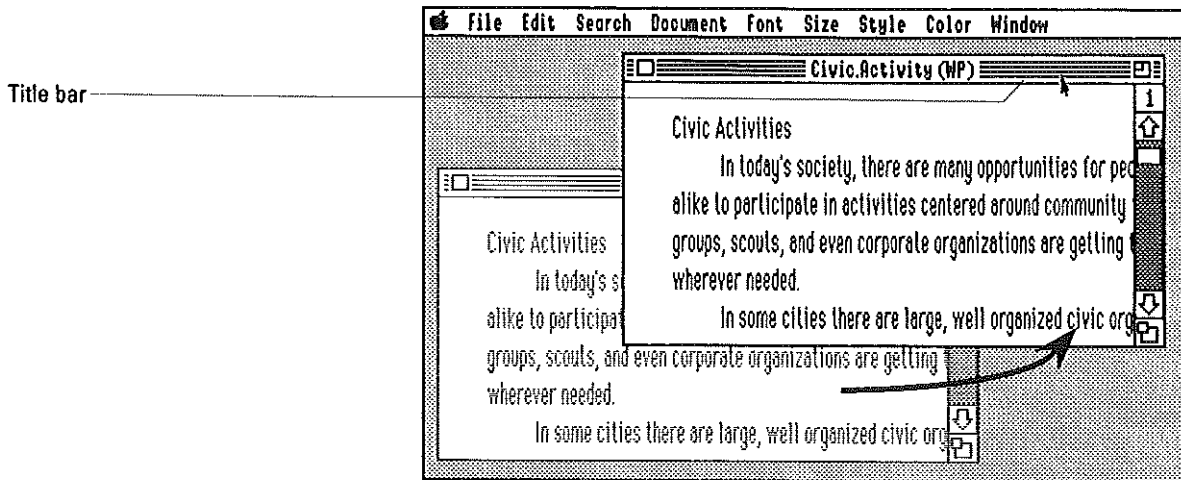 File Edit Search Document Font Size Style Color Window
Civic.Activity (WP)
Title bar
i
Civic Activities
In today's society, there are many opportunities for peo
alike to participate in activities centered around community
groups, scouts, and even corporate organizations are getting
wherever needed.
In some cities there are large, well organized civic org
Civic Activities
In today's s
alike to participat
groups, scouts, and even corporate organizations are getting
wherever needed.
In some cities there are large, well organized civic org